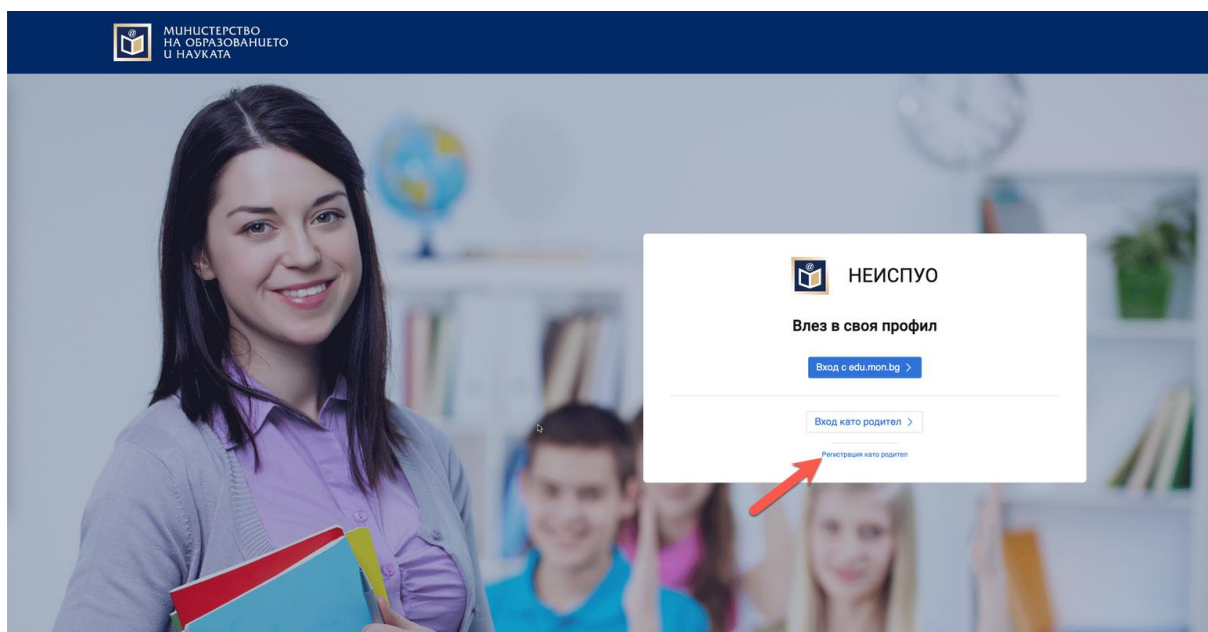 МИНИСТЕРСТВО
НА ОБРАЗОВАНИЕТО
И НАУКАТА
НЕИСПУО
Влез в своя профил
Вход с edu.mon.bg >
Вход като родител >
Регистрация като родител